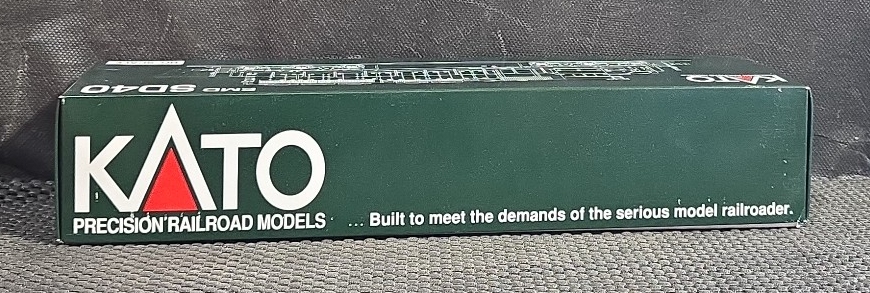 EMD SD40
KATO
KATO
PRECISION RAILROAD MODELS
... Built to meet the demands of the serious model railroader.